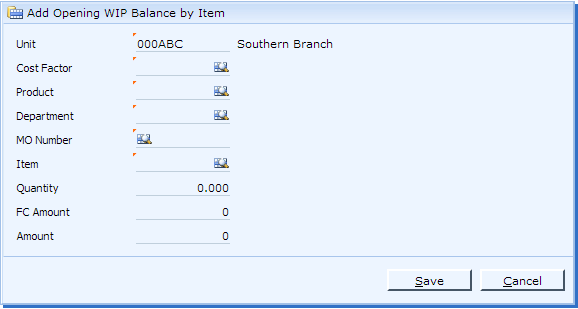 Add Opening WIP Balance by Item
Unit 000ABC Southern Branch
Cost Factor
Product
Department
MO Number
Item
Quantity 0.000
FC Amount 0
Amount 0
Save Cancel